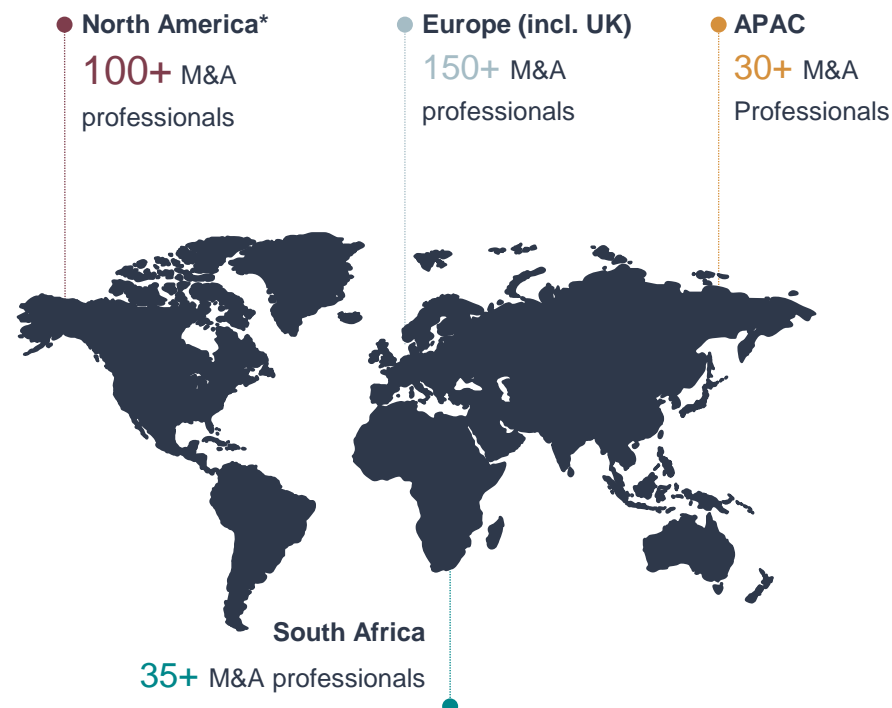 North America*
100+ M&A
professionals
Europe (incl. UK)
150+ M&A
professionals
APAC
30+ M&A
Professionals
South Africa
35+ M&A professionals